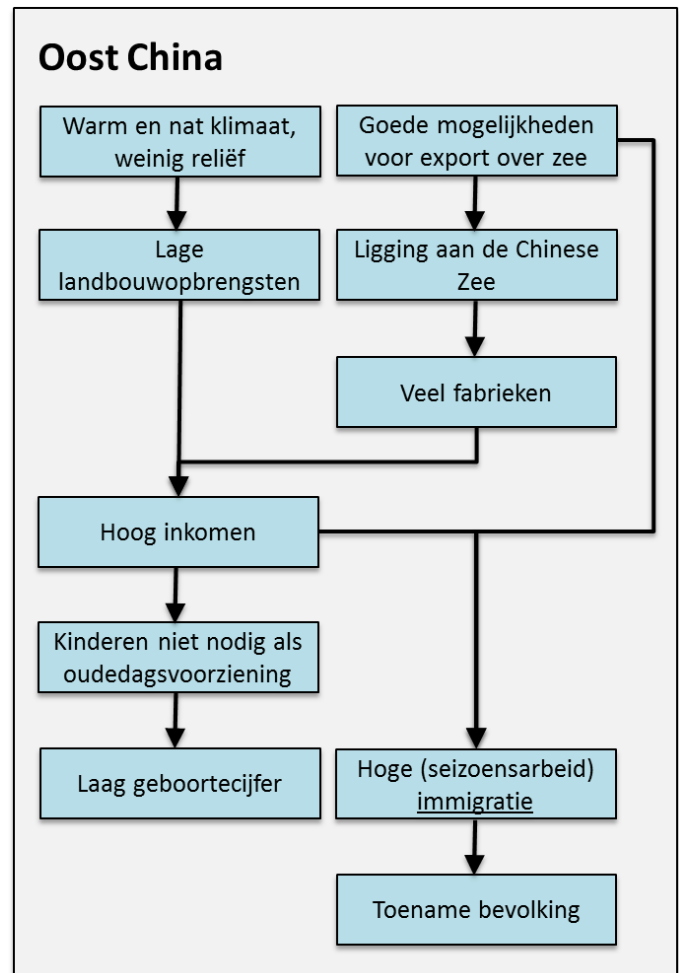 Oost China
Warm en nat klimaat,
weinig reliëf
Goede mogelijkheden
voor export over zee
Lage
landbouwopbrengsten
Ligging aan de Chinese
Zee
Veel fabrieken
Hoog inkomen
Kinderen niet nodig als
oudedagsvoorziening
Laag geboortecijfer
Hoge (seizoensarbeid)
immigratie
Toename bevolking